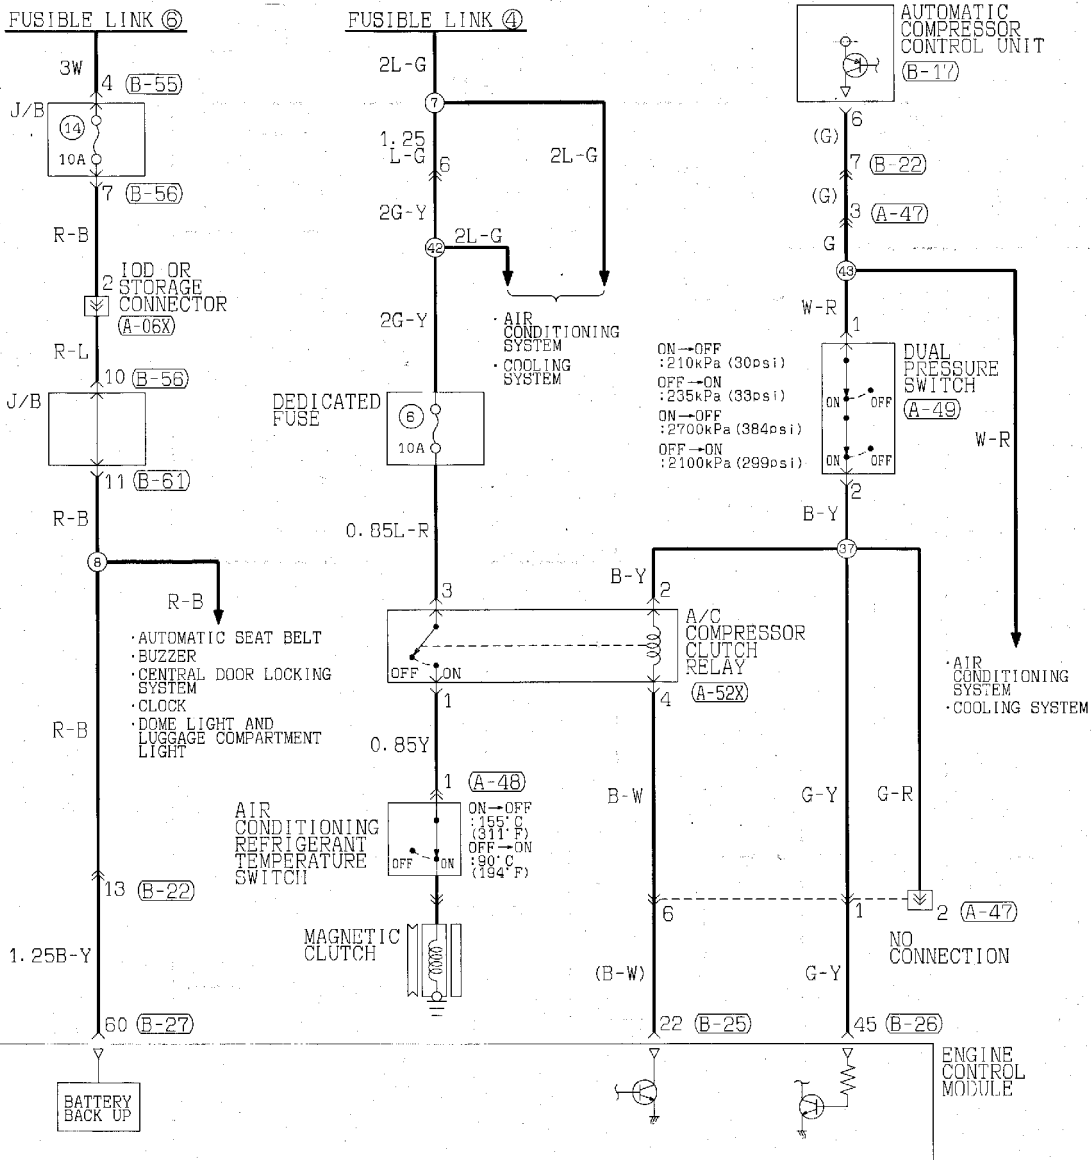 FUSIBLE LINK ⑥
3W
4 (B-55)
J/B
⑭
10A
7 (B-56)
R-B
2
IOD OR
STORAGE
CONNECTOR
(A-06X)
R-L
10 (B-56)
J/B
11 (B-61)
R-B
⑧
R-B
·AUTOMATIC SEAT BELT
·BUZZER
·CENTRAL DOOR LOCKING
SYSTEM
·CLOCK
·DOME LIGHT AND
LUGGAGE COMPARTMENT
LIGHT
R-B
13 (B-22)
1.25B-Y
60 (B-27)
BATTERY
BACK UP
FUSIBLE LINK ④
2L-G
⑦
1.25
L-G
6
2L-G
2G-Y
㊷
2L-G
2G-Y
·AIR
CONDITIONING
SYSTEM
·COOLING
SYSTEM
DEDICATED
FUSE
⑥
10A
0.85L-R
3
OFF
ON
1
0.85Y
1 (A-48)
AIR
CONDITIONING
REFRIGERANT
TEMPERATURE
SWITCH
OFF
ON
ON→OFF
:155°C
(311°F)
OFF→ON
:90°C
(194°F)
MAGNETIC
CLUTCH
AUTOMATIC
COMPRESSOR
CONTROL UNIT
(B-17)
6
(G)
7 (B-22)
(G)
3 (A-47)
G
㊸
W-R
1
DUAL
PRESSURE
SWITCH
(A-49)
ON→OFF
:210kPa (30psi)
OFF→ON
:235kPa (33psi)
ON→OFF
:2700kPa (384psi)
OFF→ON
:2100kPa (299psi)
ON
OFF
ON
OFF
W-R
2
B-Y
㊲
B-Y
2
A/C
COMPRESSOR
CLUTCH
RELAY
(A-52X)
4
·AIR
CONDITIONING
SYSTEM
·COOLING SYSTEM
B-W
G-Y
G-R
6
1
2 (A-47)
NO
CONNECTION
(B-W)
G-Y
22 (B-25)
45 (B-26)
ENGINE
CONTROL
MODULE